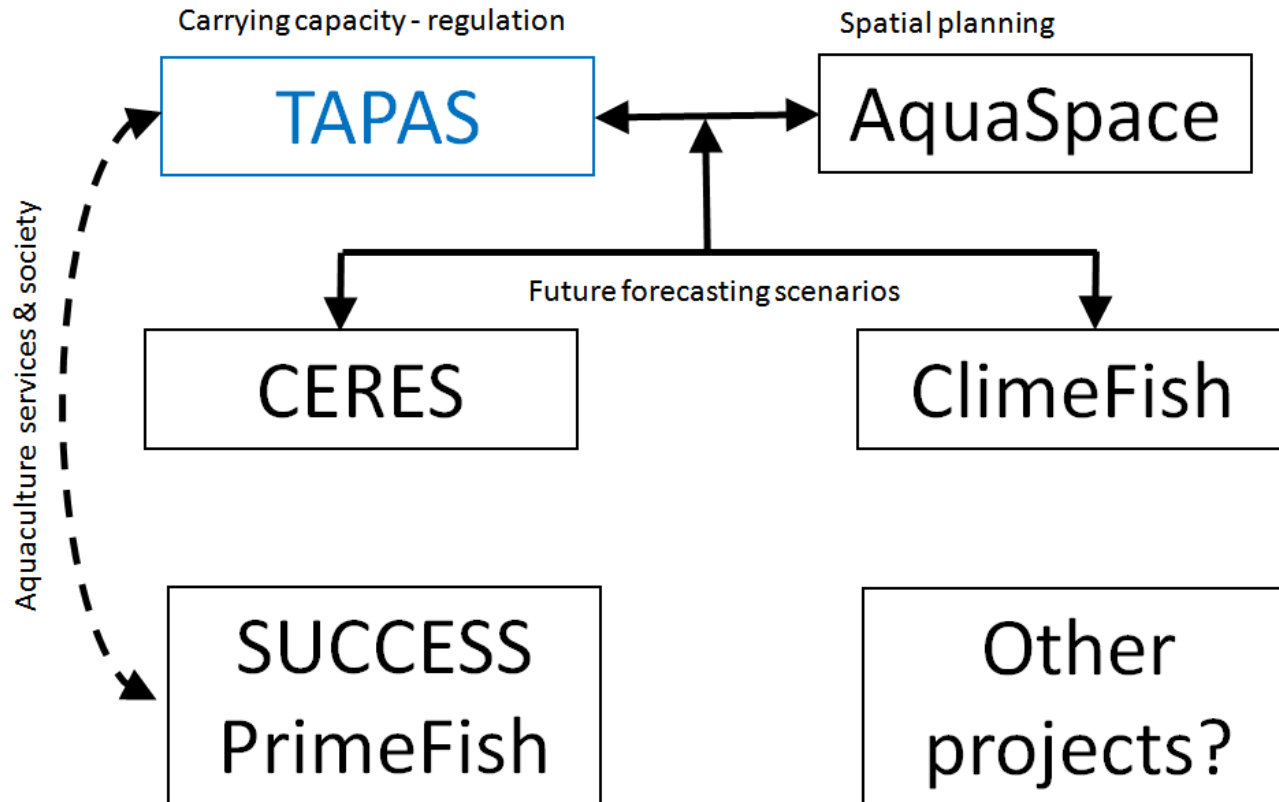 Carrying capacity - regulation
Spatial planning
TAPAS
AquaSpace
Aquaculture services & society
Future forecasting scenarios
CERES
ClimeFish
SUCCESS
PrimeFish
Other
projects?